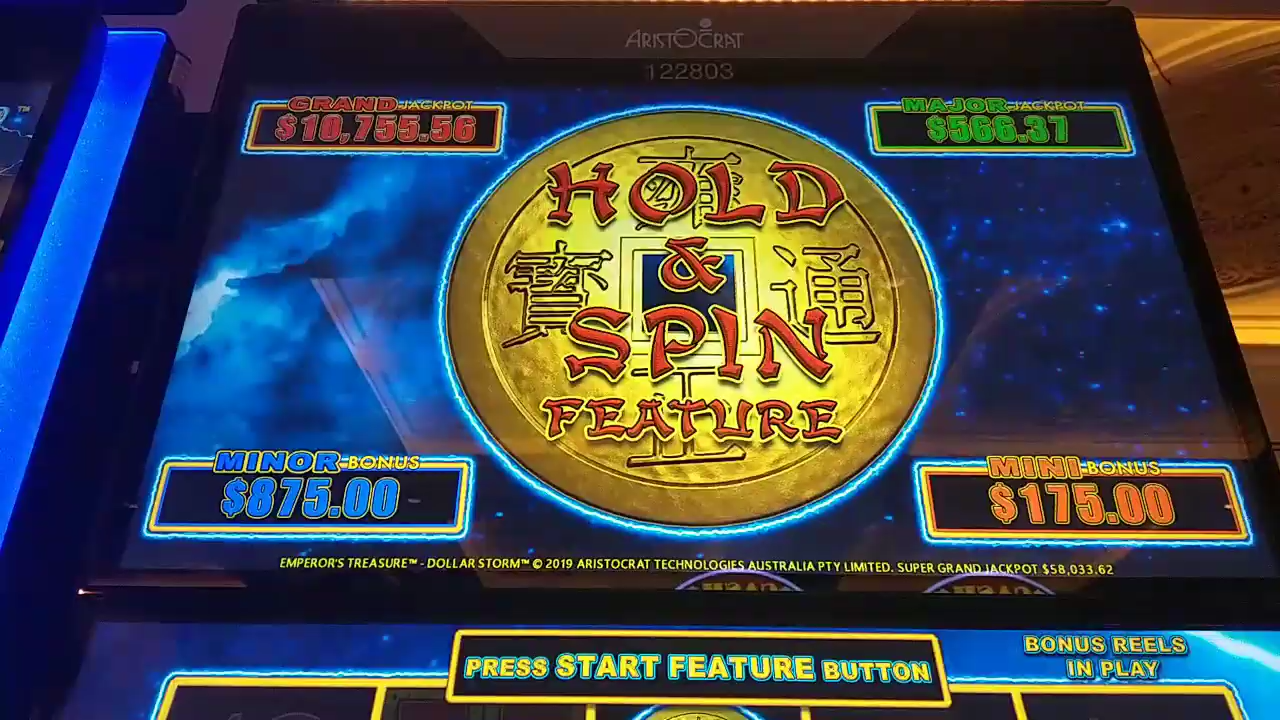 ARISTOCRAT
122803
GRAND JACKPOT
$10,755.56
MAJOR JACKPOT
$566.37
HOLD
&
SPIN
FEATURE
寳
通
MINOR BONUS
$875.00
MINI BONUS
$175.00
EMPEROR'S TREASURE™ - DOLLAR STORM™ © 2019 ARISTOCRAT TECHNOLOGIES AUSTRALIA PTY LIMITED. SUPER GRAND JACKPOT $58,033.62
PRESS START FEATURE BUTTON
BONUS REELS
IN PLAY